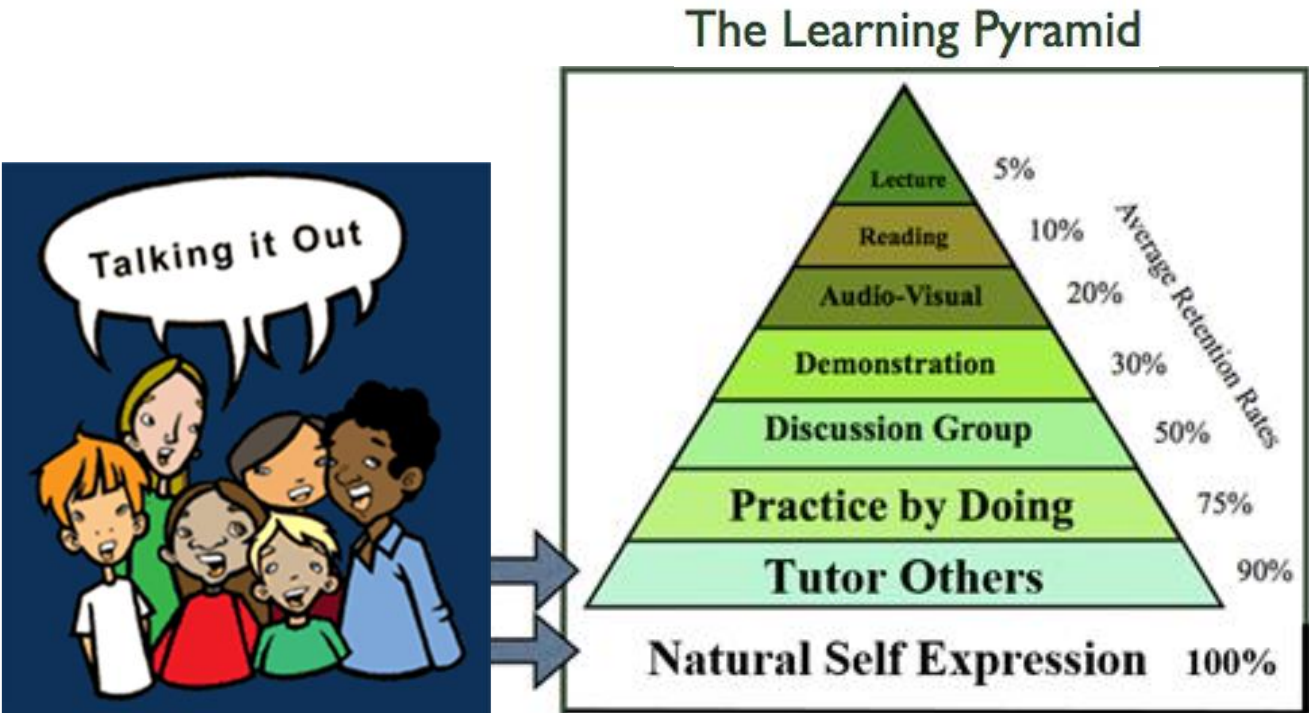 The Learning Pyramid
Talking it Out
Lecture 5%
Reading 10%
Audio-Visual 20%
Demonstration 30%
Discussion Group 50%
Practice by Doing 75%
Tutor Others 90%
Average Retention Rates
Natural Self Expression 100%